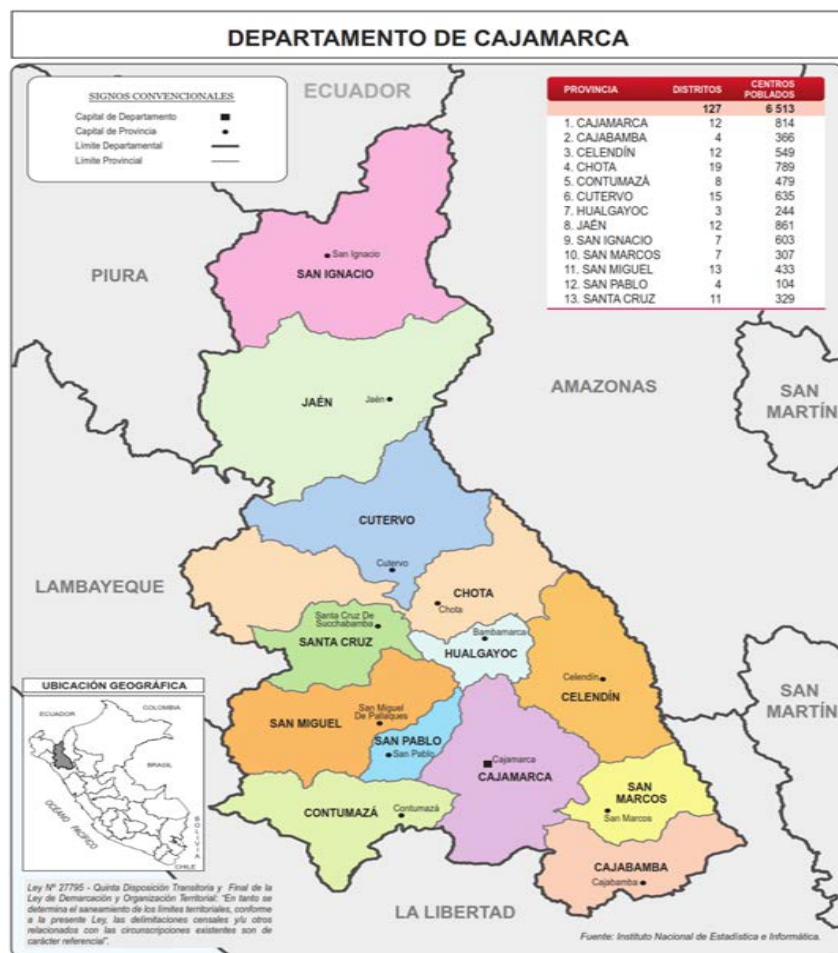 DEPARTAMENTO DE CAJAMARCA
SIGNOS CONVENCIONALES
Capital de Departamento
Capital de Provincia
Límite Departamental
Límite Provincial
ECUADOR
PROVINCIA DISTRITOS CENTROS POBLADOS
127 6 513
1. CAJAMARCA 12 814
2. CAJABAMBA 4 366
3. CELENDÍN 12 549
4. CHOTA 19 789
5. CONTUMAZÁ 8 479
6. CUTERVO 15 635
7. HUALGAYOC 3 244
8. JAÉN 12 861
9. SAN IGNACIO 7 603
10. SAN MARCOS 7 307
11. SAN MIGUEL 13 433
12. SAN PABLO 4 104
13. SANTA CRUZ 11 329
PIURA
San Ignacio
SAN IGNACIO
AMAZONAS
SAN
MARTÍN
JAÉN
Jaén
CUTERVO
Cutervo
LAMBAYEQUE
CHOTA
Chota
Santa Cruz De
Succhabamba
SANTA CRUZ
Bambamarca
HUALGAYOC
Celendín
CELENDÍN
SAN
MARTÍN
San Miguel
De Pallaques
SAN MIGUEL
SAN PABLO
San Pablo
Cajamarca
CAJAMARCA
SAN
MARCOS
San Marcos
CONTUMAZÁ
Contumazá
CAJABAMBA
Cajabamba
LA LIBERTAD
UBICACIÓN GEOGRÁFICA
ECUADOR
COLOMBIA
BRASIL
OCÉANO PACÍFICO
BOLIVIA
CHILE
Ley Nº 27795 - Quinta Disposición Transitoria y Final de la
Ley de Demarcación y Organización Territorial: "En tanto se
determina el saneamiento de los límites territoriales, conforme
a la presente Ley, las delimitaciones censales y/u otros
relacionados con las circunscripciones existentes son de
carácter referencial".
Fuente: Instituto Nacional de Estadística e Informática.